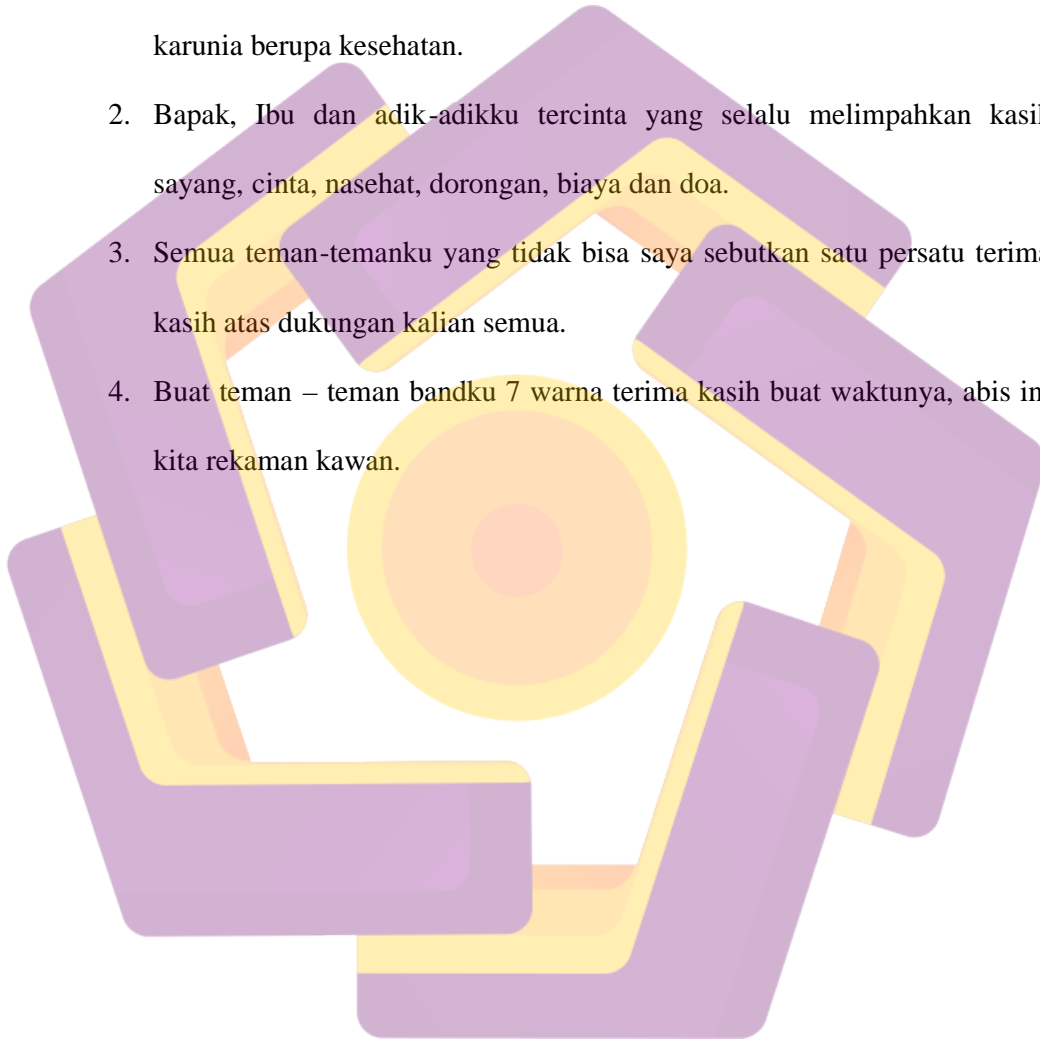 karunia berupa kesehatan.
2. Bapak, Ibu dan adik-adikku tercinta yang selalu melimpahkan kasi
sayang, cinta, nasehat, dorongan, biaya dan doa.
3. Semua teman-temanku yang tidak bisa saya sebutkan satu persatu terima
kasih atas dukungan kalian semua.
4. Buat teman – teman bandku 7 warna terima kasih buat waktunya, abis in
kita rekaman kawan.